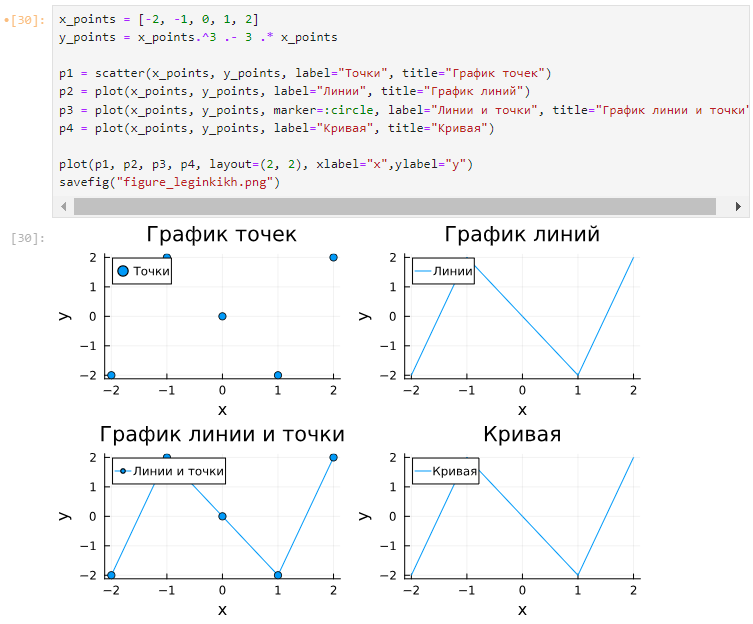 [30]:
x_points = [-2, -1, 0, 1, 2]
y_points = x_points.^3 .- 3 .* x_points
p1 = scatter(x_points, y_points, label="Точки", title="График точек")
p2 = plot(x_points, y_points, label="Линии", title="График линий")
p3 = plot(x_points, y_points, marker=:circle, label="Линии и точки", title="График линии и точки"
p4 = plot(x_points, y_points, label="Кривая", title="Кривая")
plot(p1, p2, p3, p4, layout=(2, 2), xlabel="x",ylabel="y")
savefig("figure_leginkikh.png")
[30]:
График точек
2
1
0
−1
−2
y
Точки
−2 −1 0 1 2
x
График линий
2
1
0
−1
−2
y
Линии
−2 −1 0 1 2
x
График линии и точки
2
1
0
−1
−2
y
Линии и точки
−2 −1 0 1 2
x
Кривая
2
1
0
−1
−2
y
Кривая
−2 −1 0 1 2
x